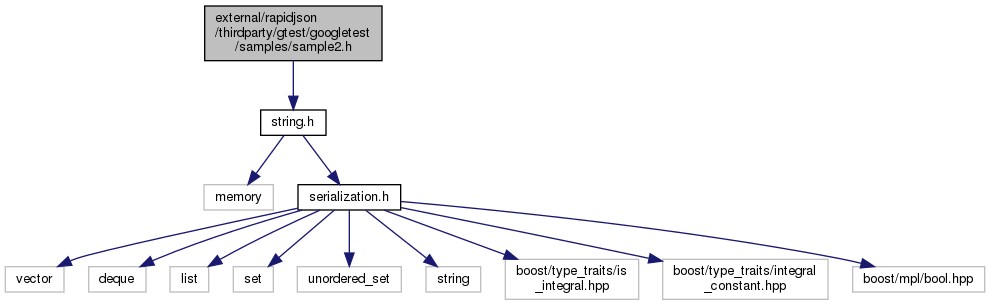 external/rapidjson
/thirdparty/gtest/googletest
/samples/sample2.h
string.h
memory
serialization.h
vector
deque
list
set
unordered_set
string
boost/type_traits/is
_integral.hpp
boost/type_traits/integral
_constant.hpp
boost/mpl/bool.hpp